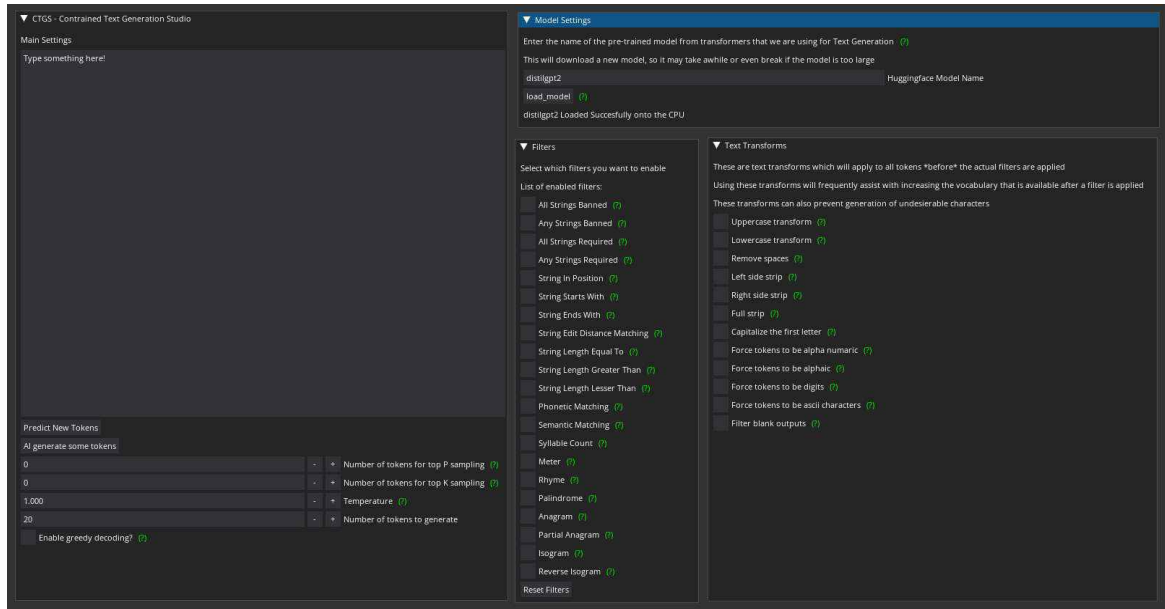 ▼ CTGS - Contrained Text Generation Studio
Main Settings
Type something here!
Predict New Tokens
AI generate some tokens
0 - + Number of tokens for top P sampling (?)
0 - + Number of tokens for top K sampling (?)
1.000 - + Temperature (?)
20 - + Number of tokens to generate
Enable greedy decoding? (?)
▼ Model Settings
Enter the name of the pre-trained model from transformers that we are using for Text Generation (?)
This will download a new model, so it may take awhile or even break if the model is too large
distilgpt2 Huggingface Model Name
load_model (?)
distilgpt2 Loaded Succesfully onto the CPU
▼ Filters
Select which filters you want to enable
List of enabled filters:
All Strings Banned (?)
Any Strings Banned (?)
All Strings Required (?)
Any Strings Required (?)
String In Position (?)
String Starts With (?)
String Ends With (?)
String Edit Distance Matching (?)
String Length Equal To (?)
String Length Greater Than (?)
String Length Lesser Than (?)
Phonetic Matching (?)
Semantic Matching (?)
Syllable Count (?)
Meter (?)
Rhyme (?)
Palindrome (?)
Anagram (?)
Partial Anagram (?)
Isogram (?)
Reverse Isogram (?)
Reset Filters
▼ Text Transforms
These are text transforms which will apply to all tokens *before* the actual filters are applied
Using these transforms will frequently assist with increasing the vocabulary that is available after a filter is applied
These transforms can also prevent generation of undesierable characters
Uppercase transform (?)
Lowercase transform (?)
Remove spaces (?)
Left side strip (?)
Right side strip (?)
Full strip (?)
Capitalize the first letter (?)
Force tokens to be alpha numaric (?)
Force tokens to be alphaic (?)
Force tokens to be digits (?)
Force tokens to be ascii characters (?)
Filter blank outputs (?)